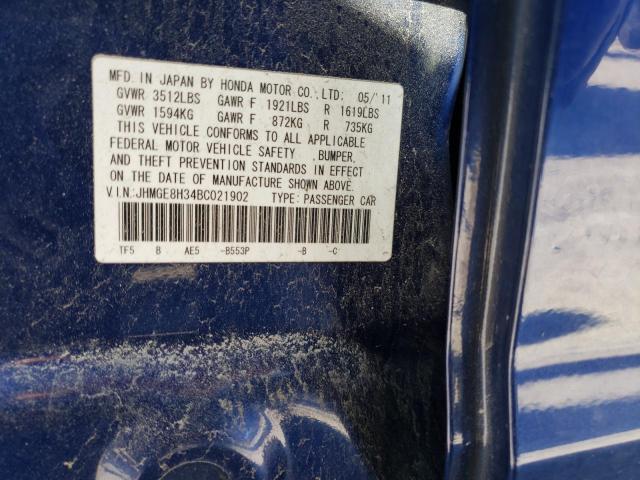 MFD. IN JAPAN BY HONDA MOTOR CO., LTD. 05/'11
GVWR 3512LBS GAWR F 1921LBS R 1619LBS
GVWR 1594KG GAWR F 872KG R 735KG
THIS VEHICLE CONFORMS TO ALL APPLICABLE
FEDERAL MOTOR VEHICLE SAFETY , BUMPER,
AND THEFT PREVENTION STANDARDS IN EFFECT
ON THE DATE OF MANUFACTURE SHOWN ABOVE.
V.I.N:JHMGE8H34BC021902 TYPE: PASSENGER CAR
TF5 B AE5 -B553P -B -C